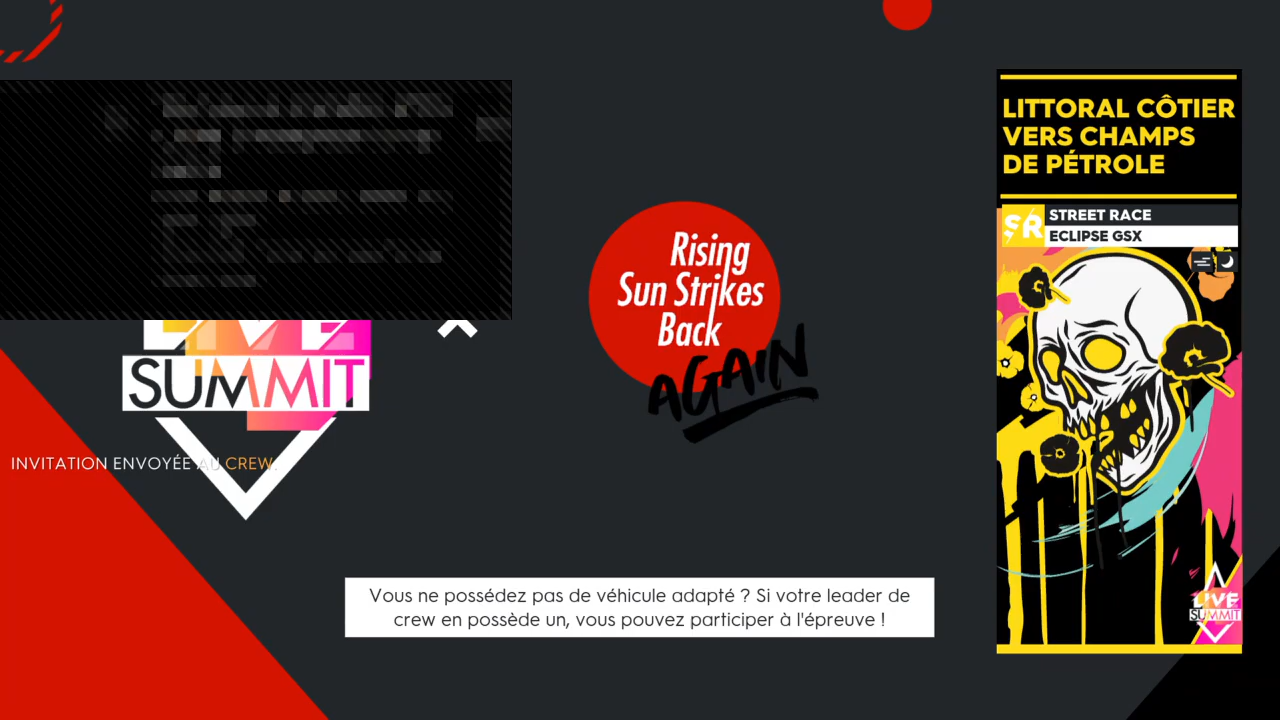 LITTORAL CÔTIER
VERS CHAMPS
DE PÉTROLE
SR
STREET RACE
ECLIPSE GSX
Rising
Sun Strikes
Back
AGAIN
LIVE
SUMMIT
INVITATION ENVOYÉE AU CREW.
Vous ne possédez pas de véhicule adapté ? Si votre leader de
crew en possède un, vous pouvez participer à l'épreuve !
LIVE
SUMMIT